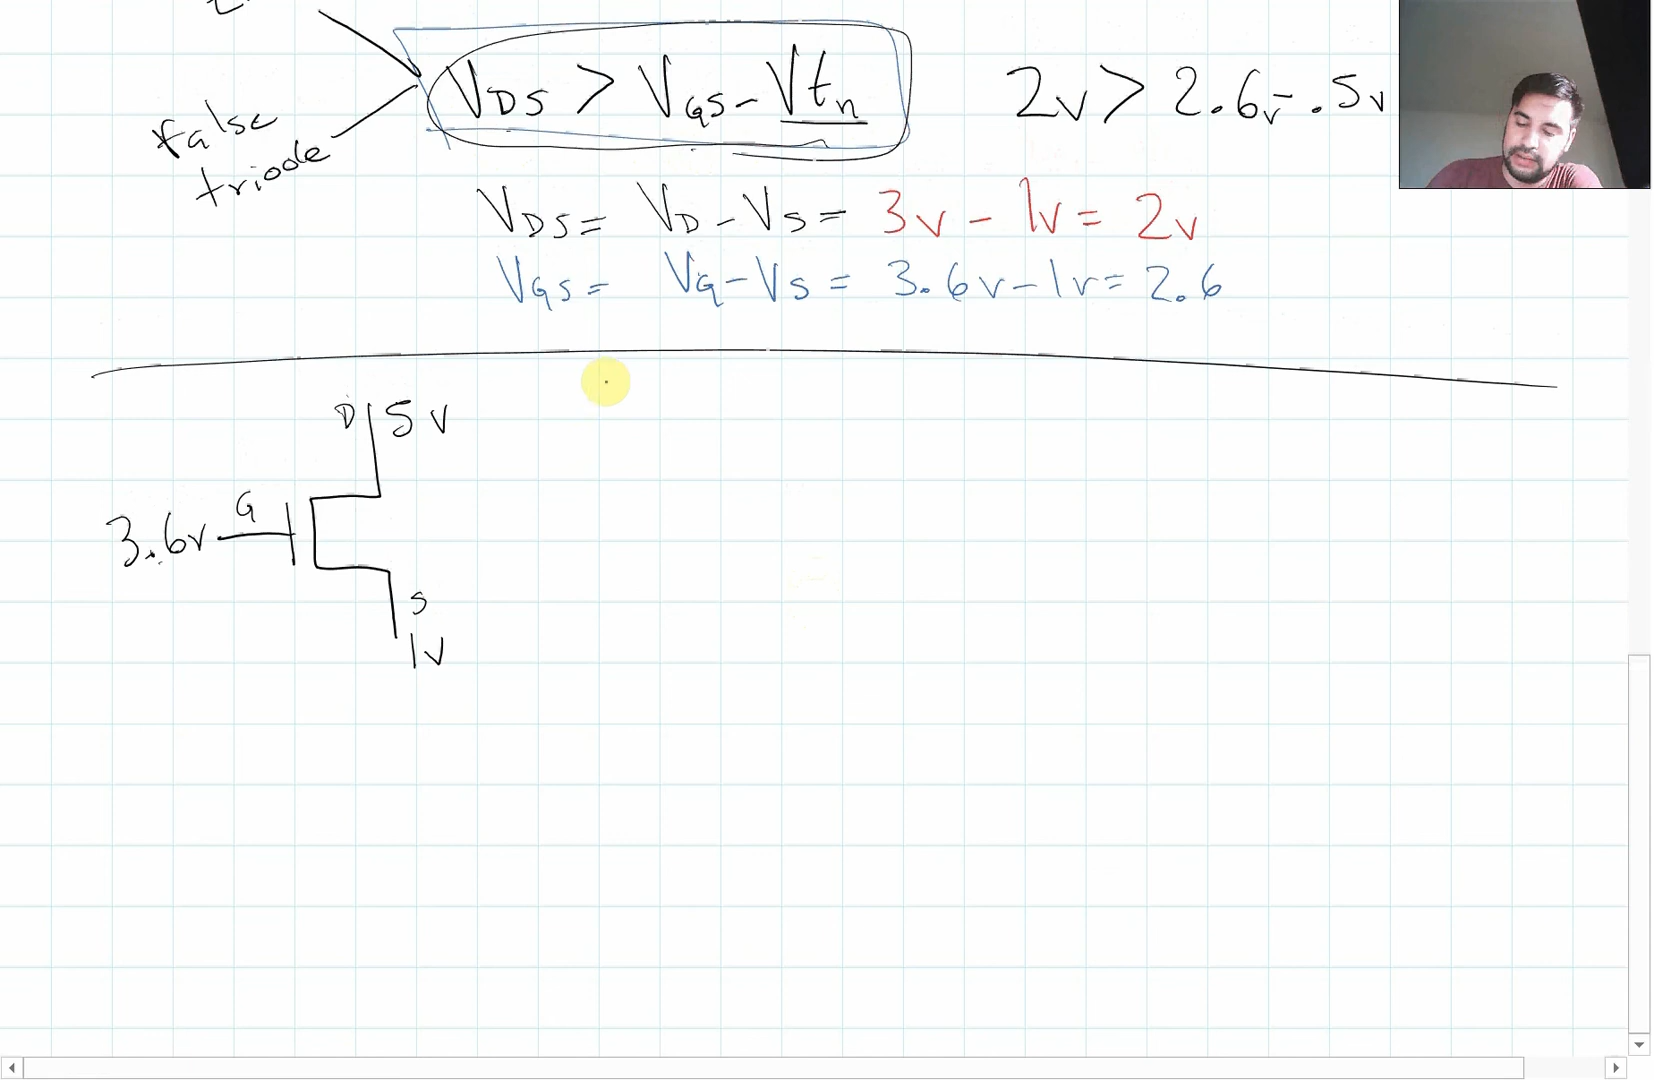 VDS > VGS - Vtn 2v > 2.6v - .5v
false
triode
VDS = VD - VS = 3v - 1v = 2v
VGS = VG - VS = 3.6v - 1v = 2.6
D 5 V
G
3.6v
S
1V